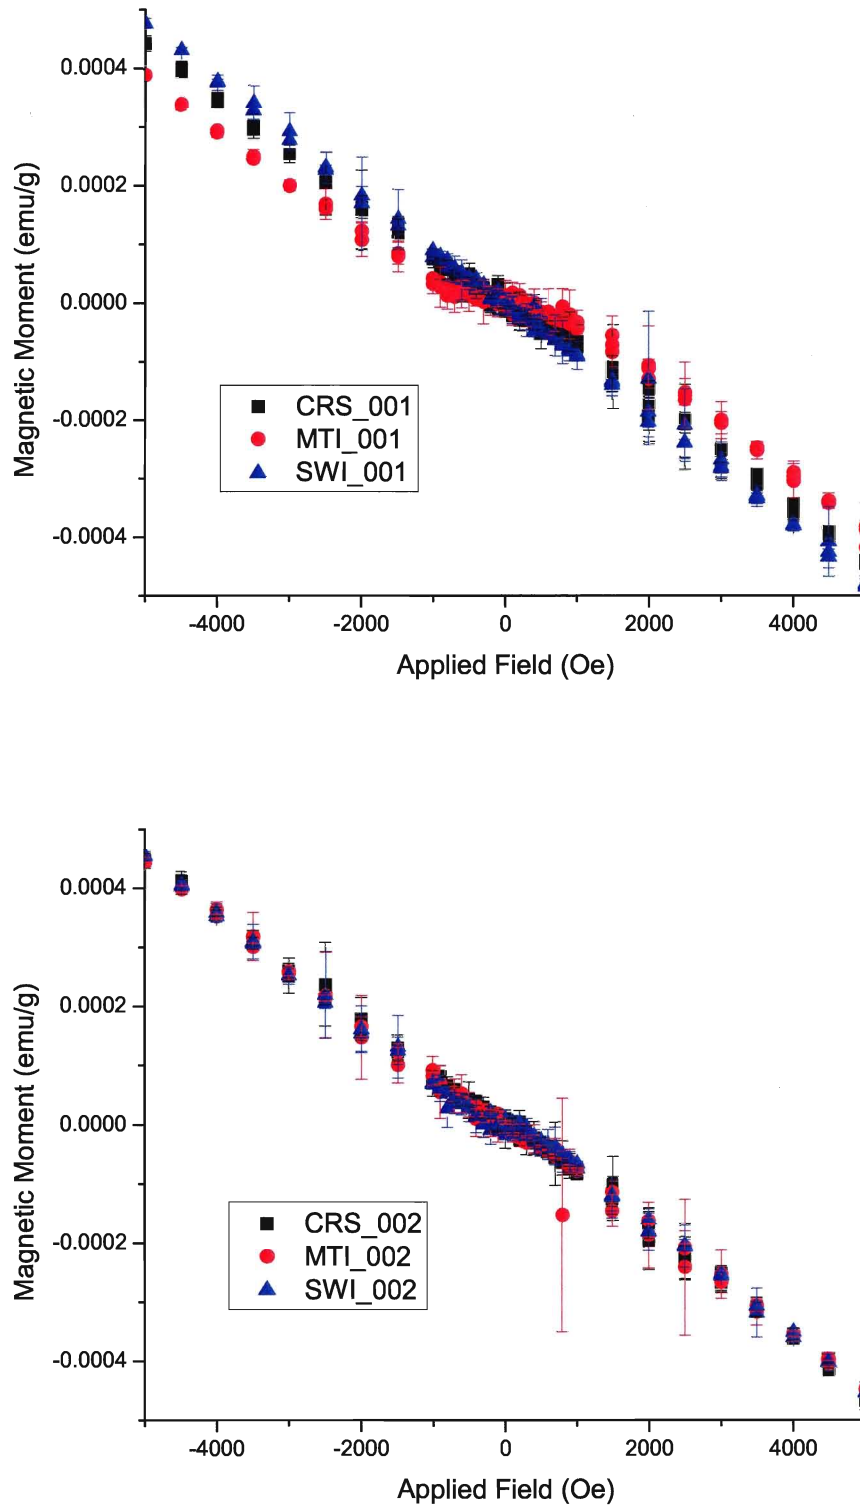 0.0004
0.0002
0.0000
-0.0002
-0.0004
Magnetic Moment (emu/g)
CRS_001
MTI_001
SWI_001
-4000 -2000 0 2000 4000
Applied Field (Oe)
0.0004
0.0002
0.0000
-0.0002
-0.0004
Magnetic Moment (emu/g)
CRS_002
MTI_002
SWI_002
-4000 -2000 0 2000 4000
Applied Field (Oe)